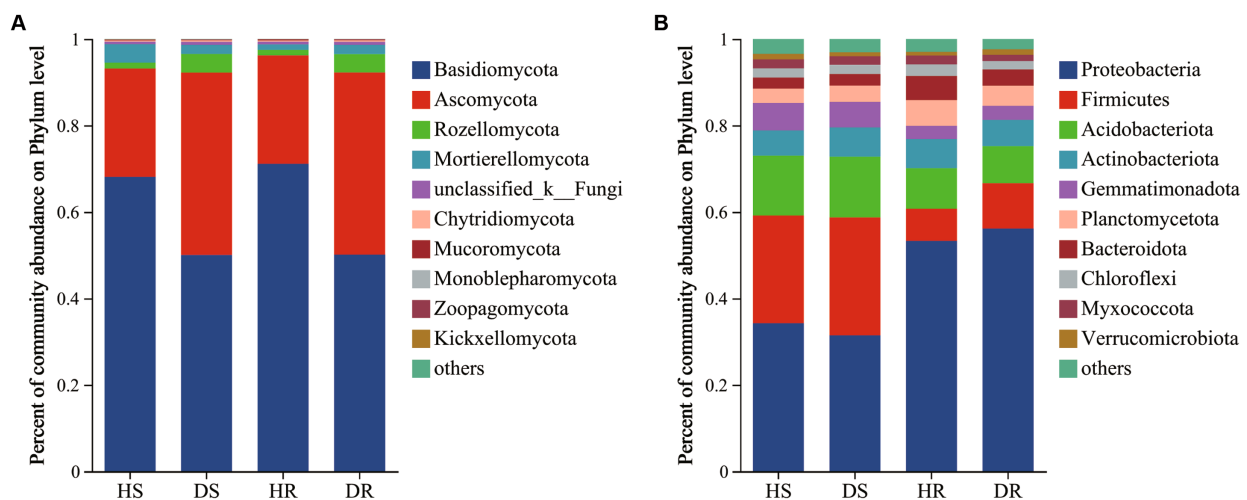 A
Percent of community abundance on Phylum level
1
0.8
0.6
0.4
0.2
0
HS DS HR DR
Basidiomycota
Ascomycota
Rozellomycota
Mortierellomycota
unclassified_k__Fungi
Chytridiomycota
Mucoromycota
Monoblepharomycota
Zoopagomycota
Kickxellomycota
others
B
Percent of community abundance on Phylum level
1
0.8
0.6
0.4
0.2
0
HS DS HR DR
Proteobacteria
Firmicutes
Acidobacteriota
Actinobacteriota
Gemmatimonadota
Planctomycetota
Bacteroidota
Chloroflexi
Myxococcota
Verrucomicrobiota
others